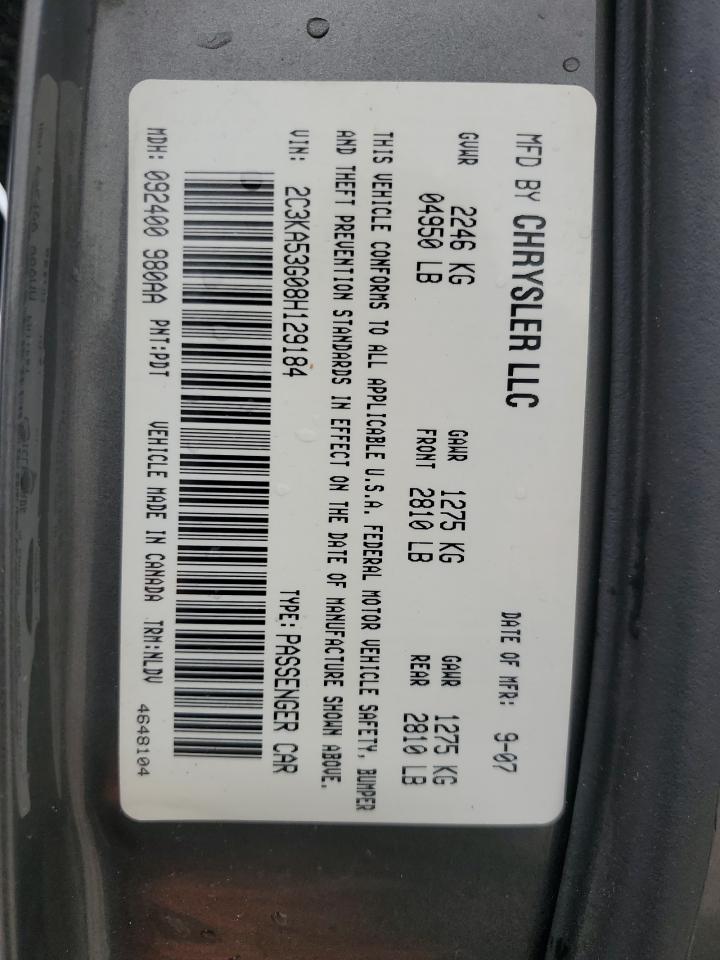 MFD BY CHRYSLER LLC DATE OF MFR: 9-07
GVWR 2246 KG GAWR 1275 KG GAWR 1275 KG
04950 LB FRONT 2810 LB REAR 2810 LB
THIS VEHICLE CONFORMS TO ALL APPLICABLE U.S.A. FEDERAL MOTOR VEHICLE SAFETY, BUMPER
AND THEFT PREVENTION STANDARDS IN EFFECT ON THE DATE OF MANUFACTURE SHOWN ABOVE.
VIN: 2C3KA53G08H129184 TYPE: PASSENGER CAR
MDH: 092400 980AA PNT:PDT VEHICLE MADE IN CANADA TRM:NLDV 4648104